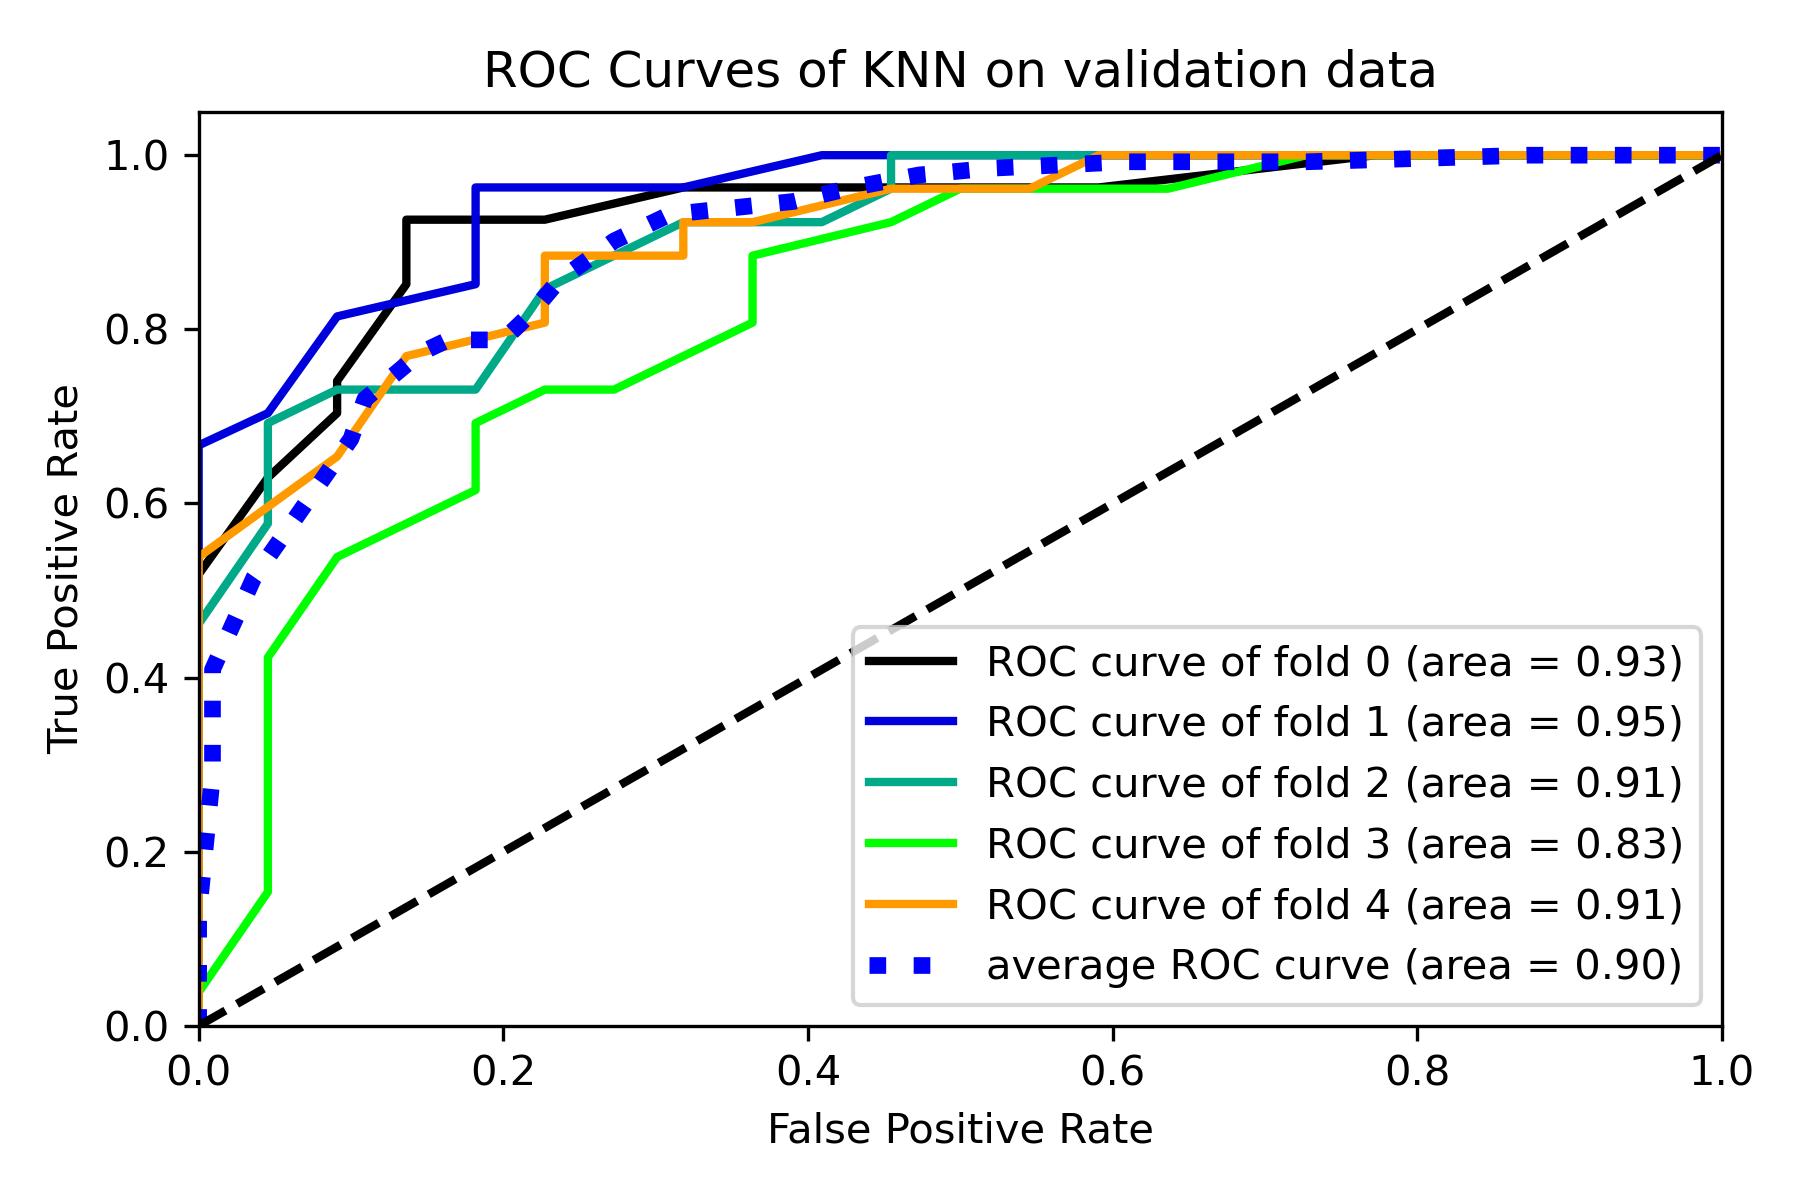 ROC Curves of KNN on validation data
True Positive Rate
1.0
0.8
0.6
0.4
0.2
0.0
ROC curve of fold 0 (area = 0.93)
ROC curve of fold 1 (area = 0.95)
ROC curve of fold 2 (area = 0.91)
ROC curve of fold 3 (area = 0.83)
ROC curve of fold 4 (area = 0.91)
average ROC curve (area = 0.90)
0.0 0.2 0.4 0.6 0.8 1.0
False Positive Rate